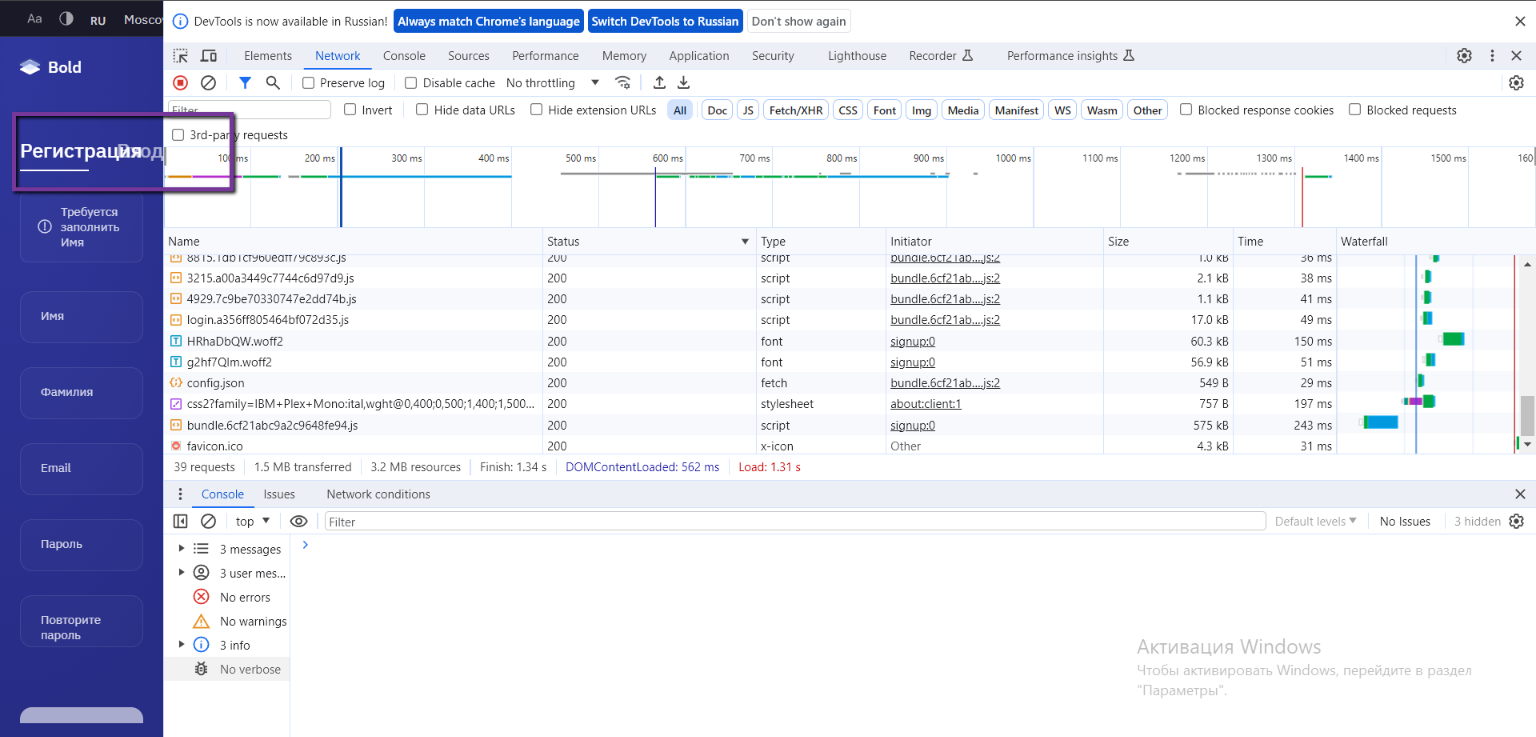 Aa RU Moscow
DevTools is now available in Russian! Always match Chrome's language Switch DevTools to Russian Don't show again
Bold
Elements Network Console Sources Performance Memory Application Security Lighthouse Recorder Performance insights
Preserve log Disable cache No throttling
Filter Invert Hide data URLs Hide extension URLs All Doc JS Fetch/XHR CSS Font Img Media Manifest WS Wasm Other Blocked response cookies Blocked requests
3rd-party requests
Регистрация Вход
100 ms 200 ms 300 ms 400 ms 500 ms 600 ms 700 ms 800 ms 900 ms 1000 ms 1100 ms 1200 ms 1300 ms 1400 ms 1500 ms 160
Требуется
заполнить
Имя
Имя
Фамилия
Email
Пароль
Повторите
пароль
Name Status Type Initiator Size Time Waterfall
8815.1db1cf960edff79c893c.js 200 script bundle.6cf21ab....js:2 1.0 kB 36 ms
3215.a00a3449c7744c6d97d9.js 200 script bundle.6cf21ab....js:2 2.1 kB 38 ms
4929.7c9be70330747e2dd74b.js 200 script bundle.6cf21ab....js:2 1.1 kB 41 ms
login.a356ff805464bf072d35.js 200 script bundle.6cf21ab....js:2 17.0 kB 49 ms
HRhaDbQW.woff2 200 font signup:0 60.3 kB 150 ms
g2hf7QIm.woff2 200 font signup:0 56.9 kB 51 ms
config.json 200 fetch bundle.6cf21ab....js:2 549 B 29 ms
css2?family=IBM+Plex+Mono:ital,wght@0,400;0,500;1,400;1,500... 200 stylesheet about:client:1 757 B 197 ms
bundle.6cf21abc9a2c9648fe94.js 200 script signup:0 575 kB 243 ms
favicon.ico 200 x-icon Other 4.3 kB 31 ms
39 requests 1.5 MB transferred 3.2 MB resources Finish: 1.34 s DOMContentLoaded: 562 ms Load: 1.31 s
Console Issues Network conditions
top Filter Default levels No Issues 3 hidden
3 messages
3 user mes...
No errors
No warnings
3 info
No verbose
Активация Windows
Чтобы активировать Windows, перейдите в раздел
"Параметры".